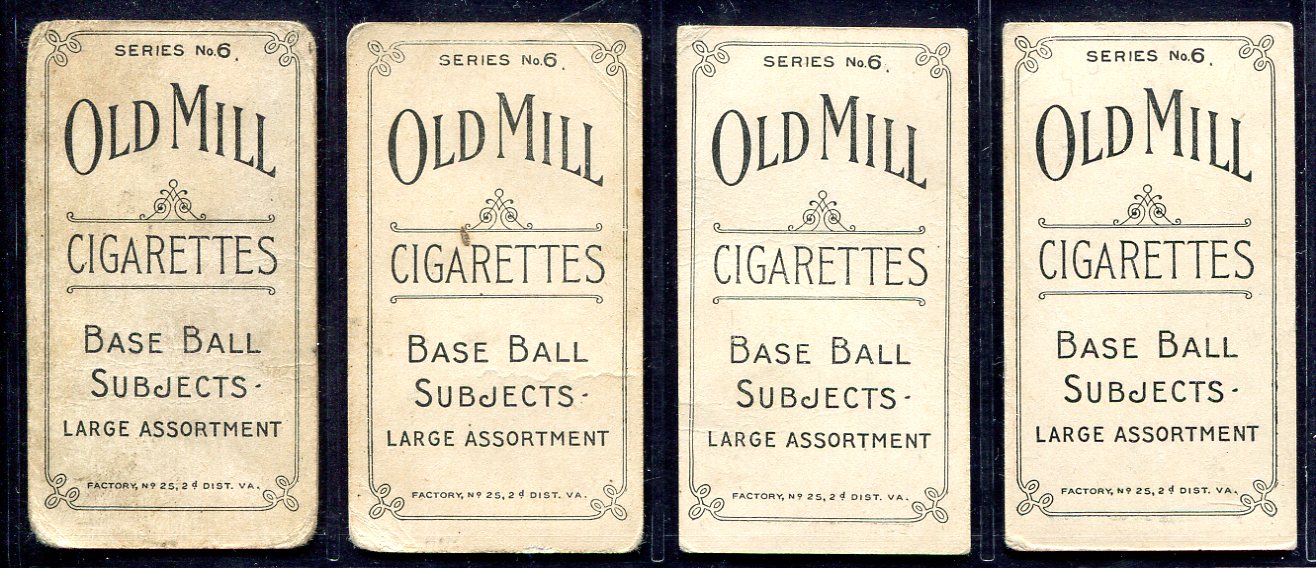 SERIES No.6.
OLD MILL
CIGARETTES
BASE BALL
SUBJECTS-
LARGE ASSORTMENT
FACTORY, Nº 25, 2d DIST. VA.
SERIES No.6.
OLD MILL
CIGARETTES
BASE BALL
SUBJECTS-
LARGE ASSORTMENT
FACTORY, Nº 25, 2d DIST. VA.
SERIES No.6.
OLD MILL
CIGARETTES
BASE BALL
SUBJECTS-
LARGE ASSORTMENT
FACTORY, Nº 25, 2d DIST. VA.
SERIES No.6.
OLD MILL
CIGARETTES
BASE BALL
SUBJECTS-
LARGE ASSORTMENT
FACTORY, Nº 25, 2d DIST. VA.